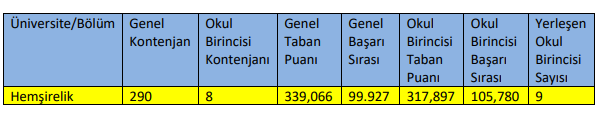 Üniversite/Bölüm
Genel
Kontenjan
Okul
Birincisi
Kontenjanı
Genel
Taban
Puanı
Genel
Başarı
Sırası
Okul
Birincisi
Taban
Puanı
Okul
Birincisi
Başarı
Sırası
Yerleşen
Okul
Birincisi
Sayısı
Hemşirelik 290 8 339,066 99.927 317,897 105,780 9